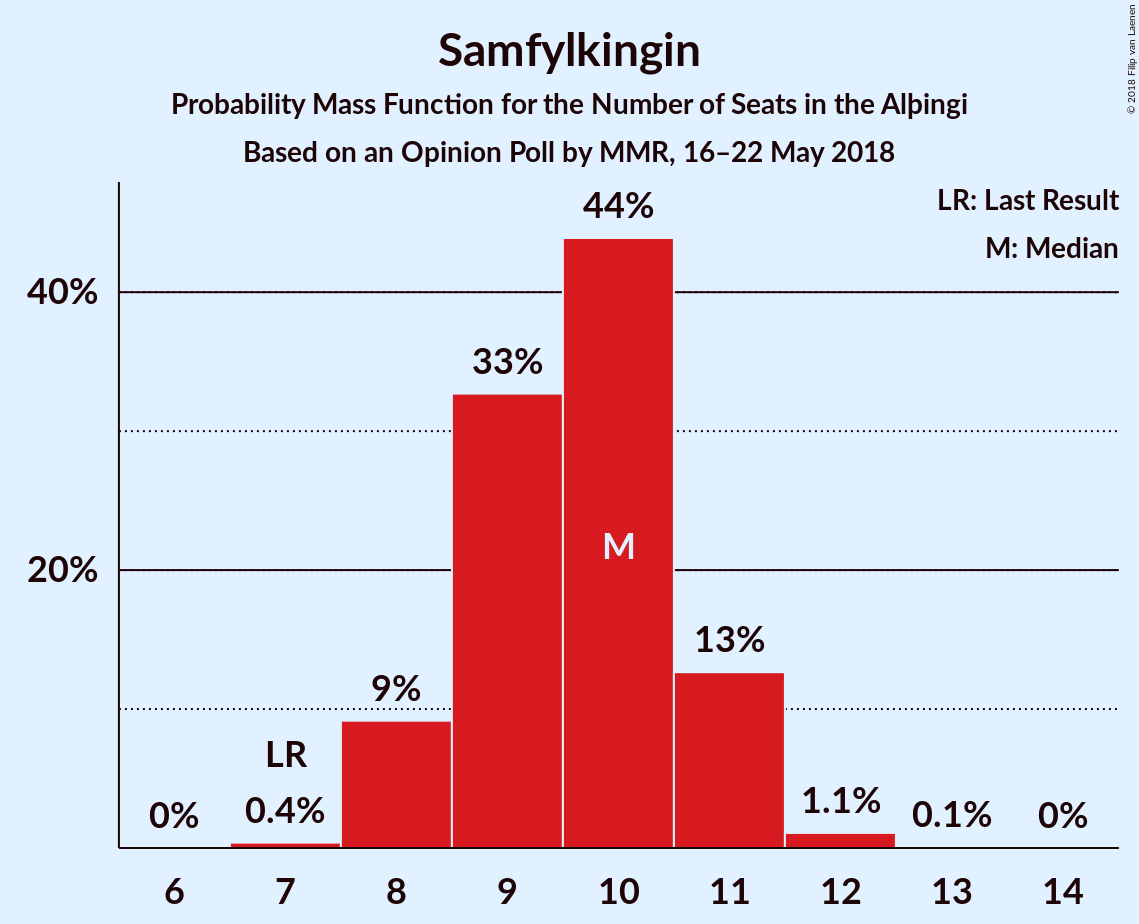 Samfylkingin
Probability Mass Function for the Number of Seats in the Alþingi
Based on an Opinion Poll by MMR, 16–22 May 2018
© 2018 Filip van Laenen
LR: Last Result
M: Median
40%
20%
0%
LR
0.4%
9%
33%
44%
M
13%
1.1%
0.1%
0%
6 7 8 9 10 11 12 13 14